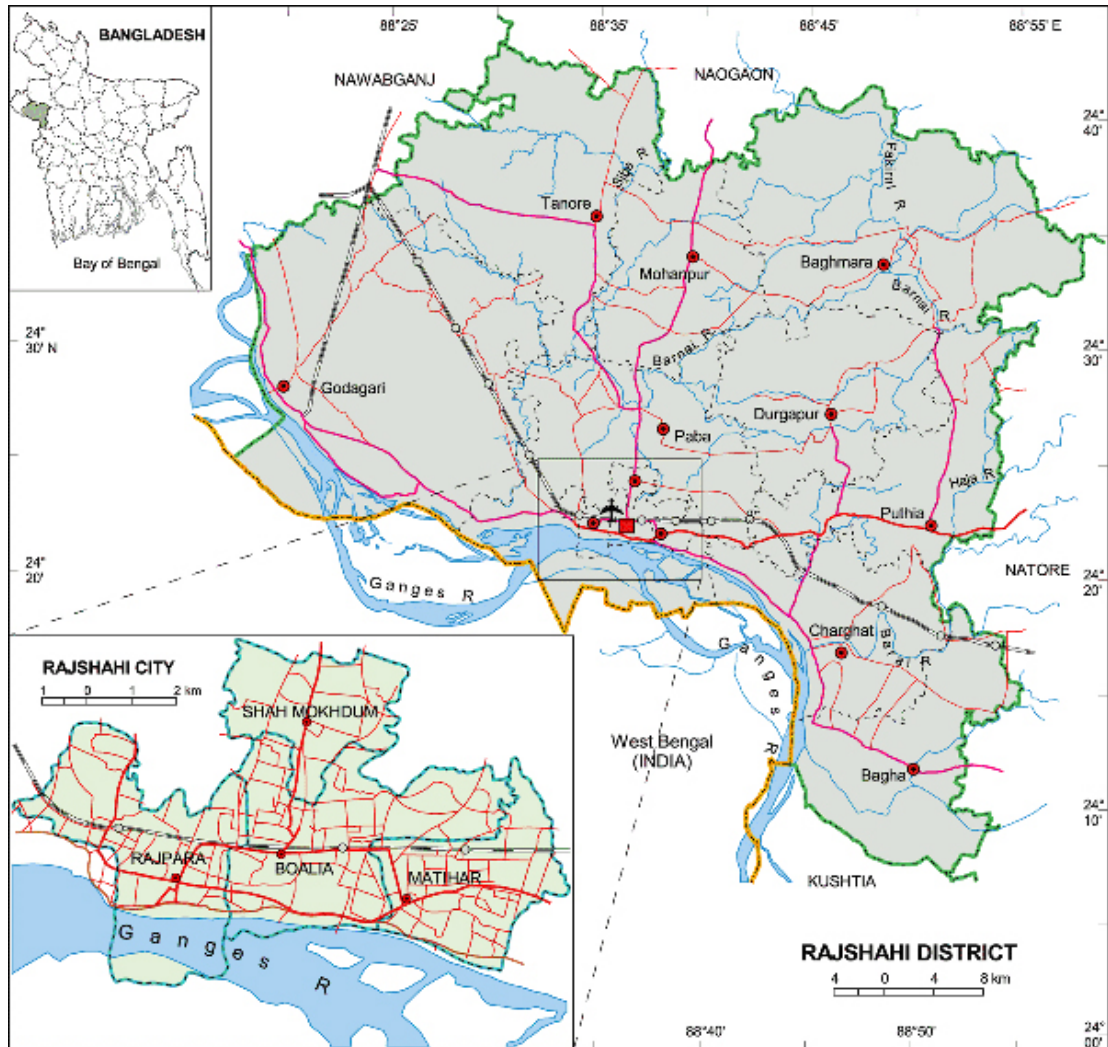 BANGLADESH
Bay of Bengal
88°25'
88°35'
88°45'
88°55' E
NAWABGANJ
NAOGAON
24°
40'
Siba R
Fakirni R
Tanore
Mohanpur
Baghmara
Barnai R
24°
30' N
Barnai R
24°
30'
Godagari
Durgapur
Paba
Haja R
Puthia
24°
20'
Ganges R
NATORE
24°
20'
Charghat
Ganges R
West Bengal
(INDIA)
Bagha
24°
10'
KUSHTIA
RAJSHAHI CITY
1 0 1 2 km
SHAH MOKHDUM
RAJPARA
BOALIA
MATIHAR
Ganges R
RAJSHAHI DISTRICT
4 0 4 8 km
88°40'
88°50'
24°
00'